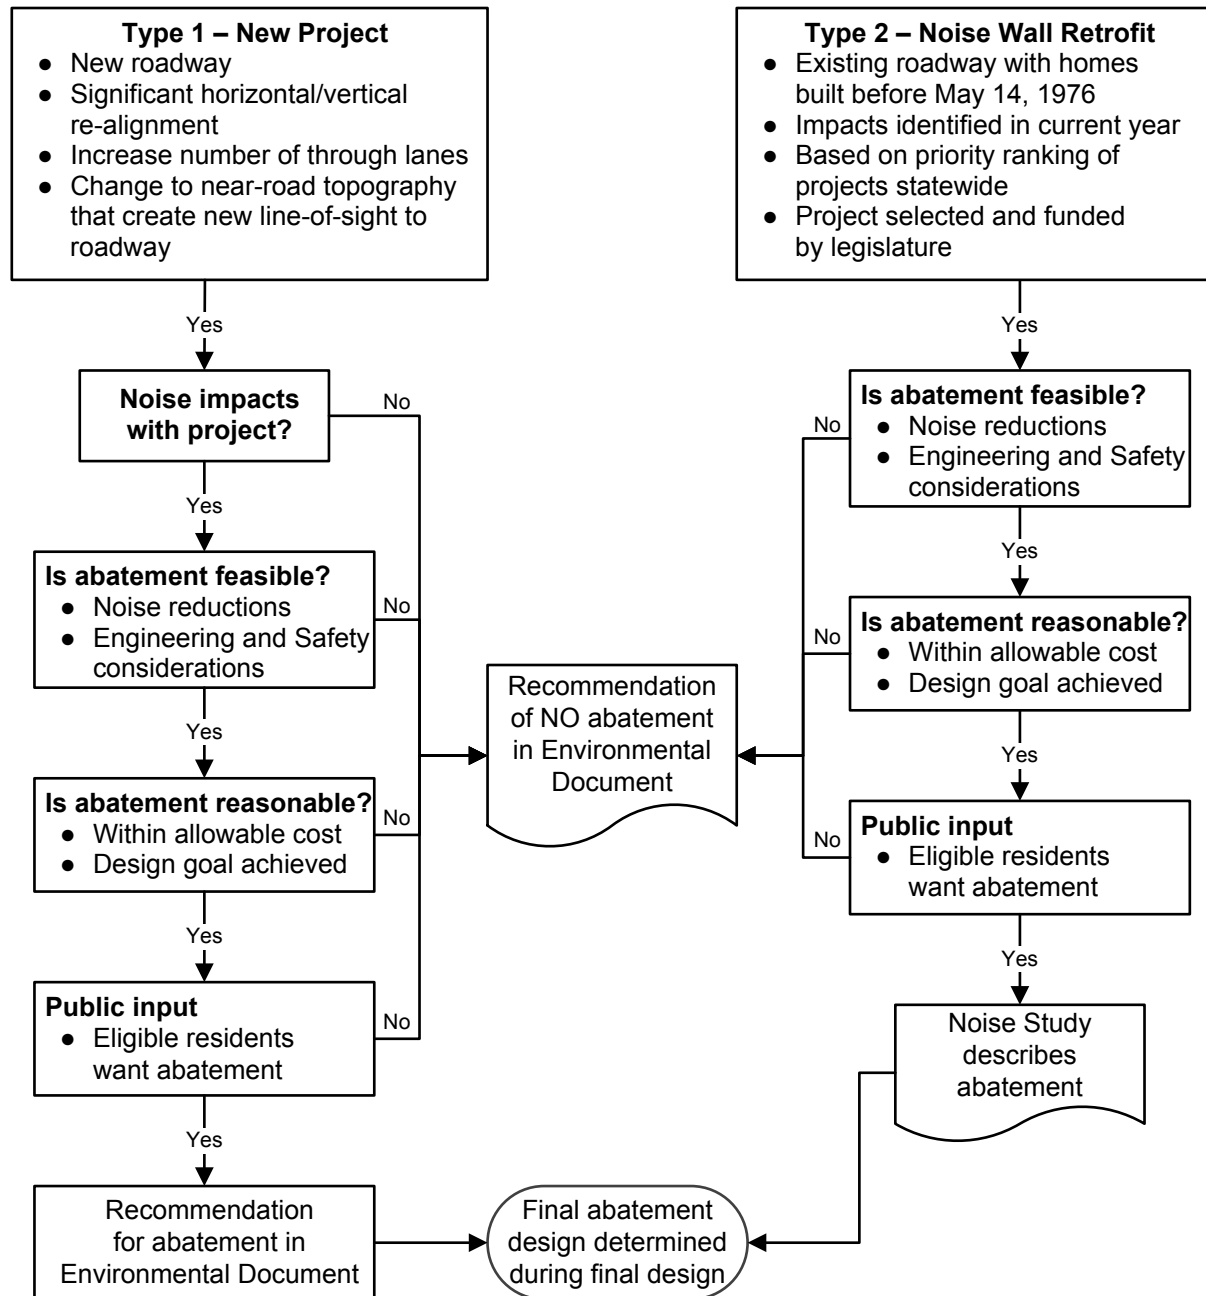 Type 1 – New Project
● New roadway
● Significant horizontal/vertical
re-alignment
● Increase number of through lanes
● Change to near-road topography
that create new line-of-sight to
roadway
Yes
Noise impacts
with project?
No
Yes
Is abatement feasible?
● Noise reductions
● Engineering and Safety
considerations
No
Yes
Is abatement reasonable?
● Within allowable cost
● Design goal achieved
No
Yes
Public input
● Eligible residents
want abatement
No
Yes
Recommendation
for abatement in
Environmental Document
Recommendation
of NO abatement
in Environmental
Document
Final abatement
design determined
during final design
Type 2 – Noise Wall Retrofit
● Existing roadway with homes
built before May 14, 1976
● Impacts identified in current year
● Based on priority ranking of
projects statewide
● Project selected and funded
by legislature
Yes
Is abatement feasible?
● Noise reductions
● Engineering and Safety
considerations
No
Yes
Is abatement reasonable?
● Within allowable cost
● Design goal achieved
No
Yes
Public input
● Eligible residents
want abatement
No
Yes
Noise Study
describes
abatement